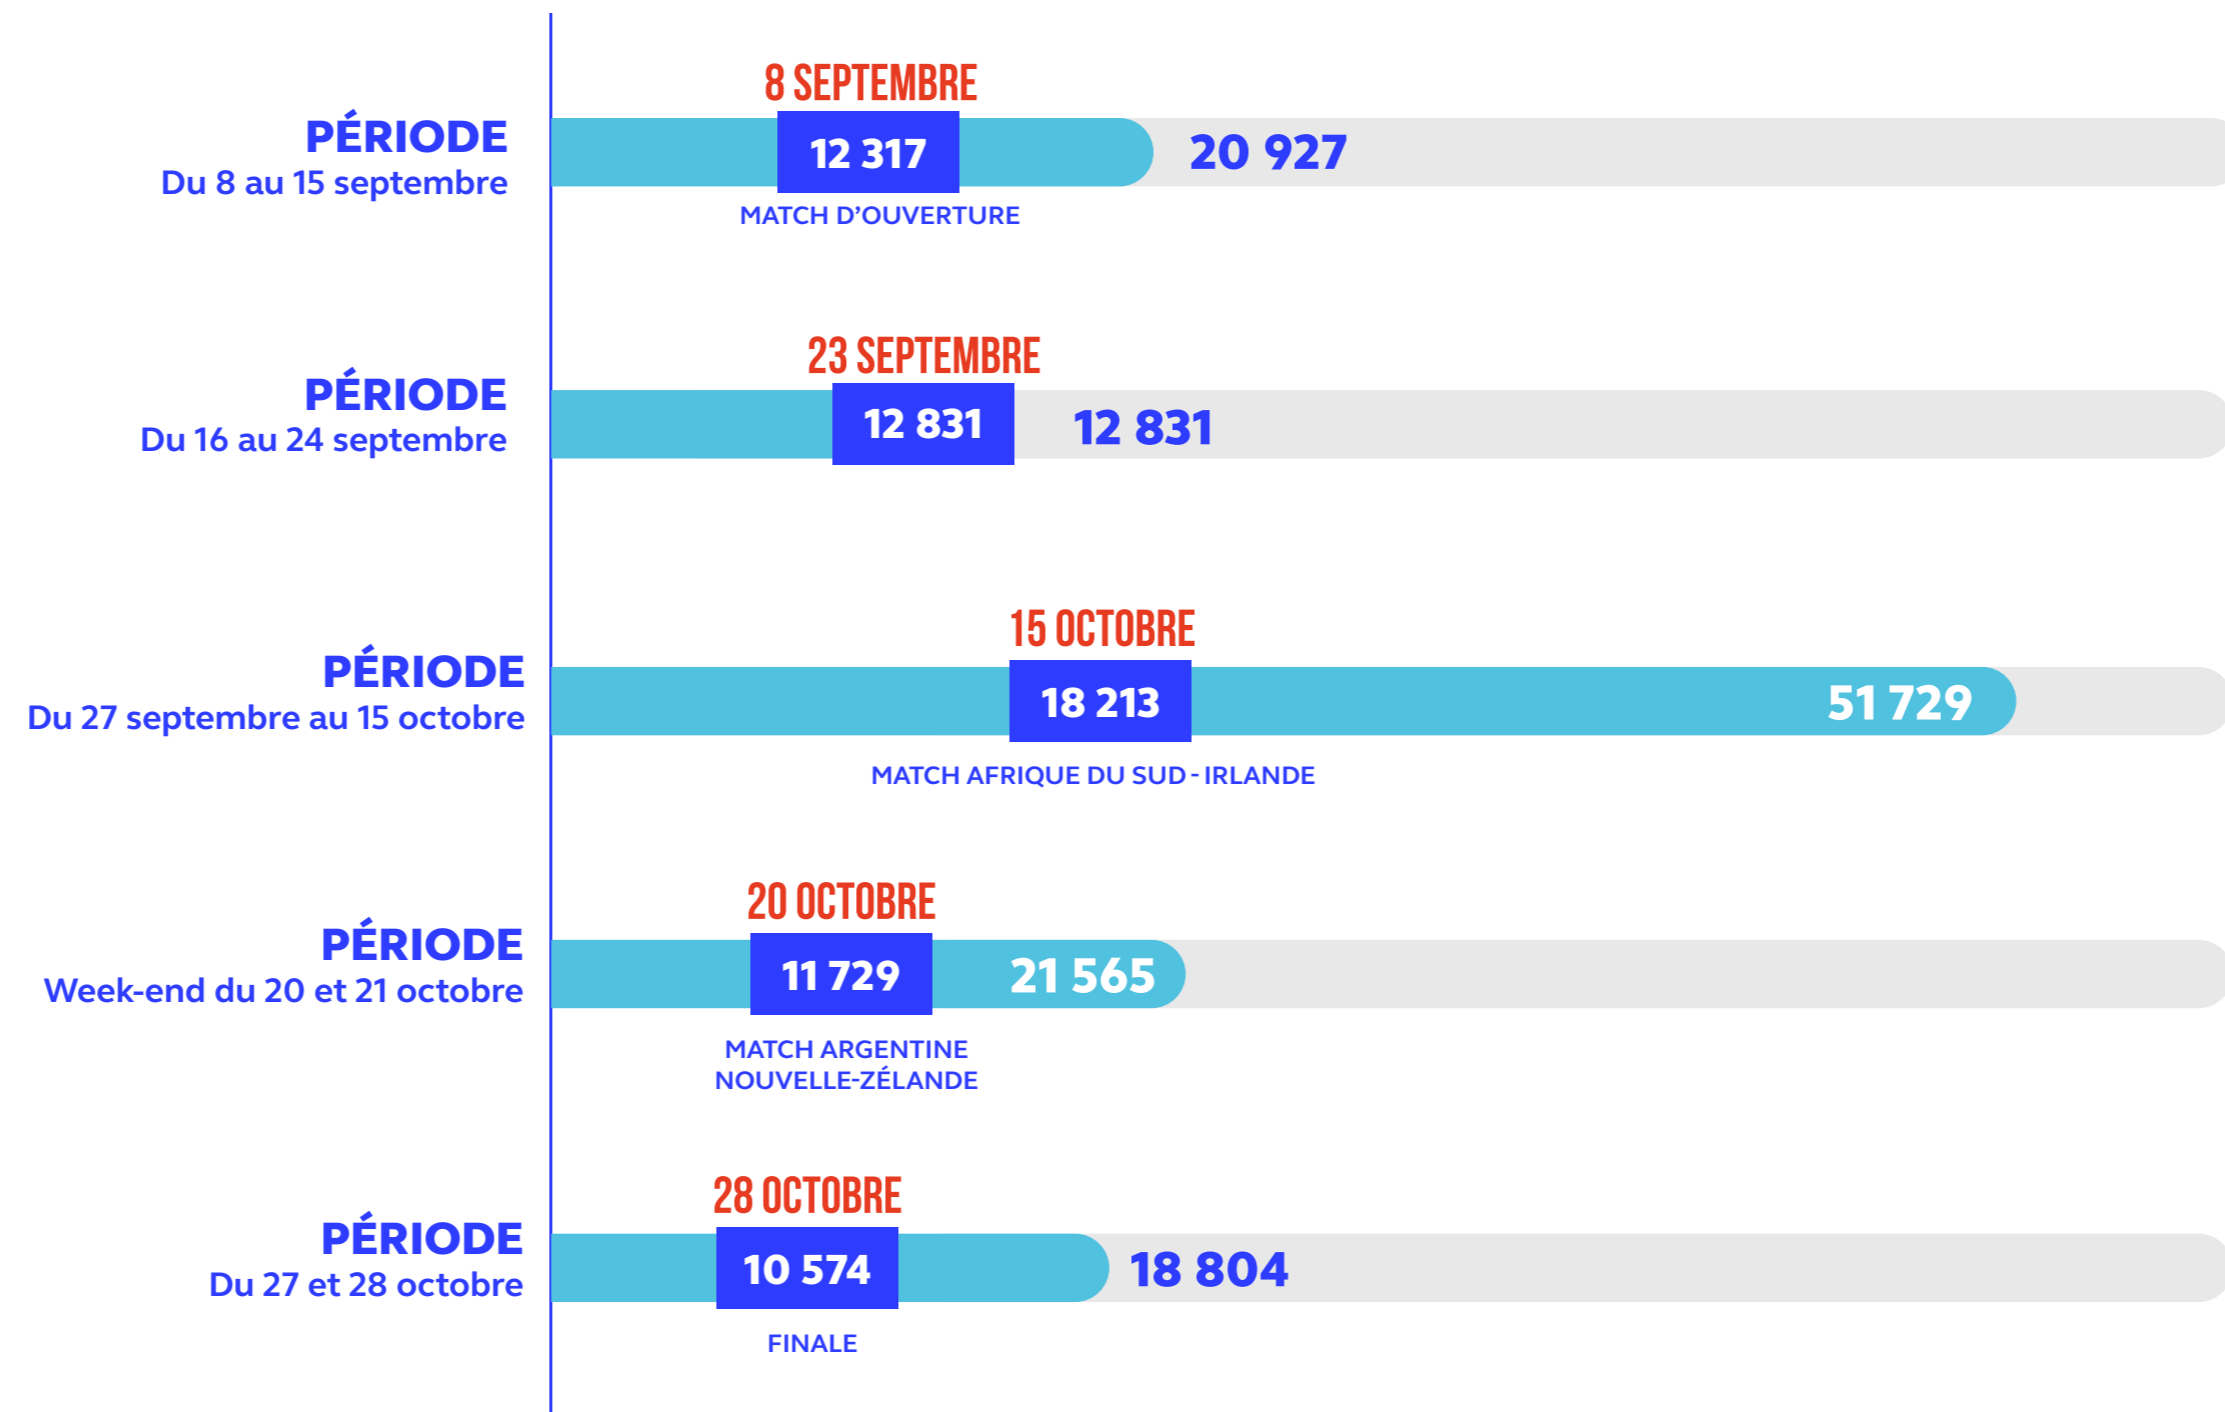 8 SEPTEMBRE
PÉRIODE
Du 8 au 15 septembre
12 317
20 927
MATCH D’OUVERTURE
23 SEPTEMBRE
PÉRIODE
Du 16 au 24 septembre
12 831
12 831
15 OCTOBRE
PÉRIODE
Du 27 septembre au 15 octobre
18 213
51 729
MATCH AFRIQUE DU SUD - IRLANDE
20 OCTOBRE
PÉRIODE
Week-end du 20 et 21 octobre
11 729
21 565
MATCH ARGENTINE
NOUVELLE-ZÉLANDE
28 OCTOBRE
PÉRIODE
Du 27 et 28 octobre
10 574
18 804
FINALE